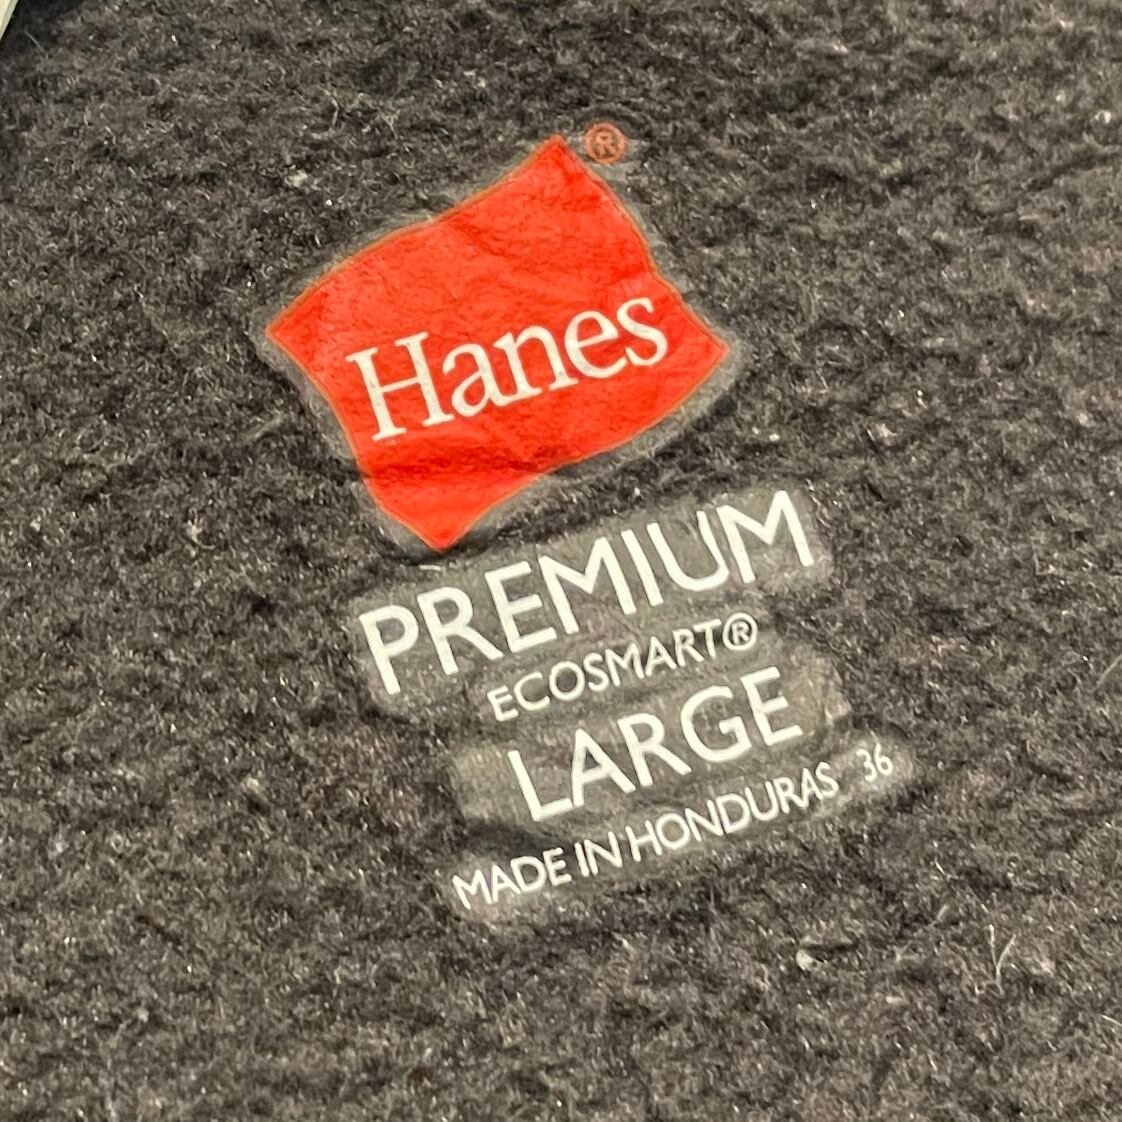 ®
Hanes
PREMIUM
ECOSMART®
LARGE
MADE IN HONDURAS 36